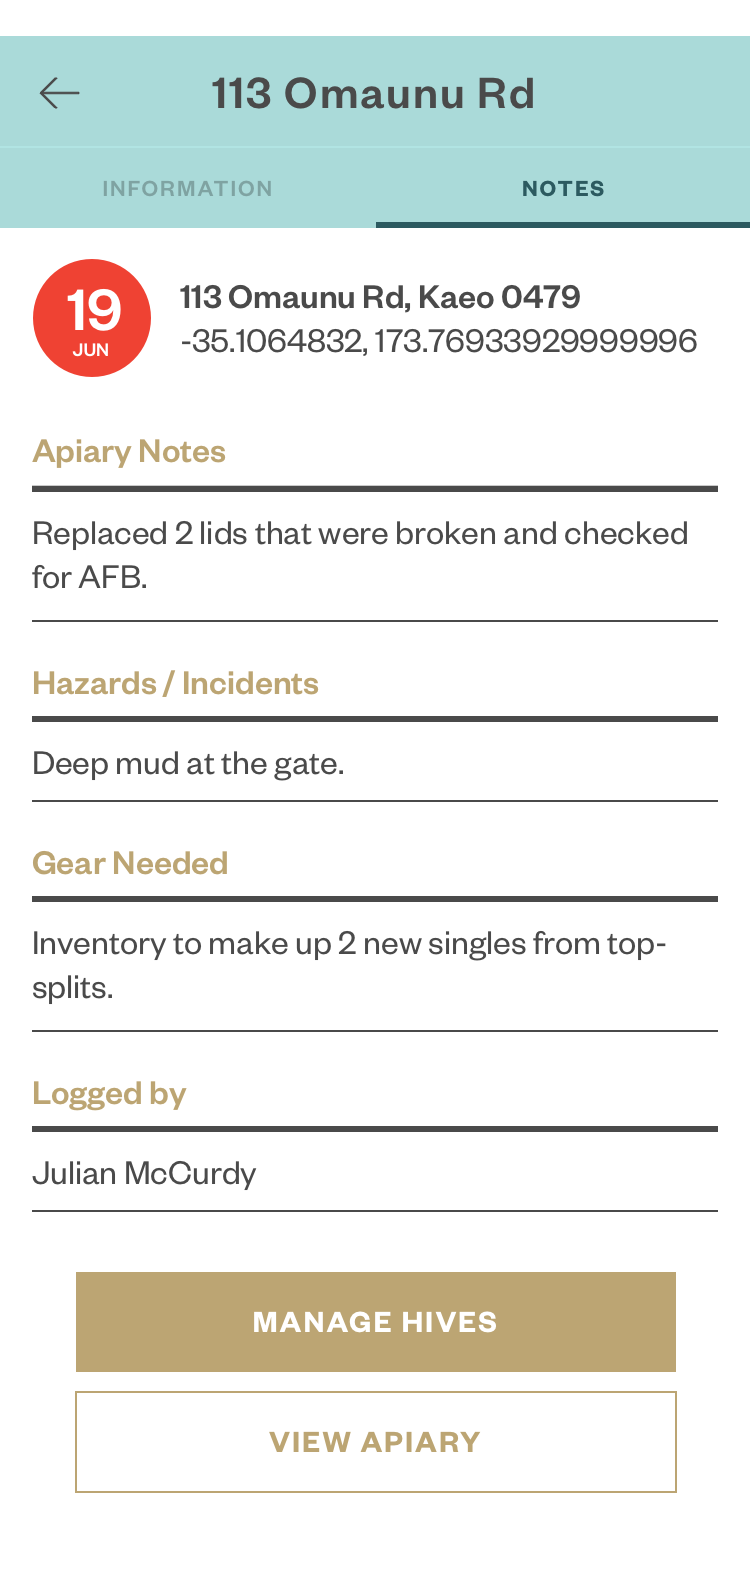 113 Omaunu Rd
INFORMATION
NOTES
19
JUN
113 Omaunu Rd, Kaeo 0479
-35.1064832, 173.76933929999996
Apiary Notes
Replaced 2 lids that were broken and checked
for AFB.
Hazards / Incidents
Deep mud at the gate.
Gear Needed
Inventory to make up 2 new singles from top-
splits.
Logged by
Julian McCurdy
MANAGE HIVES
VIEW APIARY